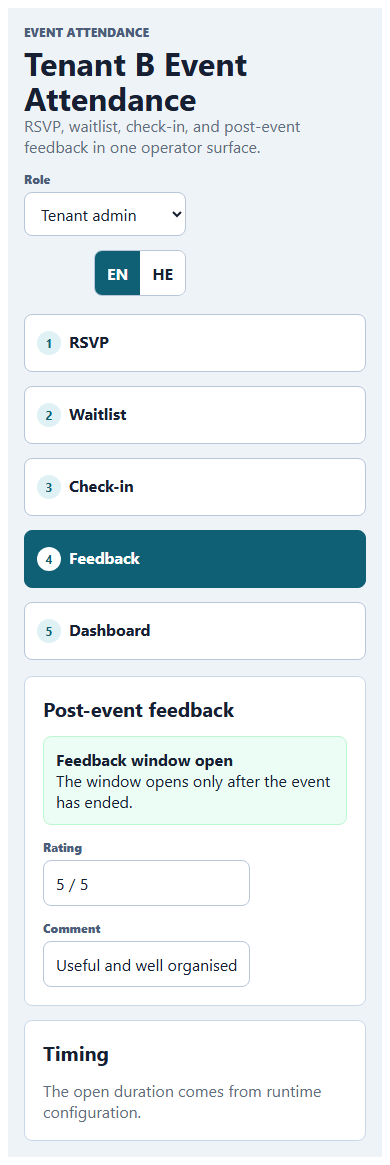 EVENT ATTENDANCE
Tenant B Event
Attendance
RSVP, waitlist, check-in, and post-event
feedback in one operator surface.
Role
Tenant admin
EN HE
1 RSVP
2 Waitlist
3 Check-in
4 Feedback
5 Dashboard
Post-event feedback
Feedback window open
The window opens only after the event
has ended.
Rating
5 / 5
Comment
Useful and well organised
Timing
The open duration comes from runtime
configuration.